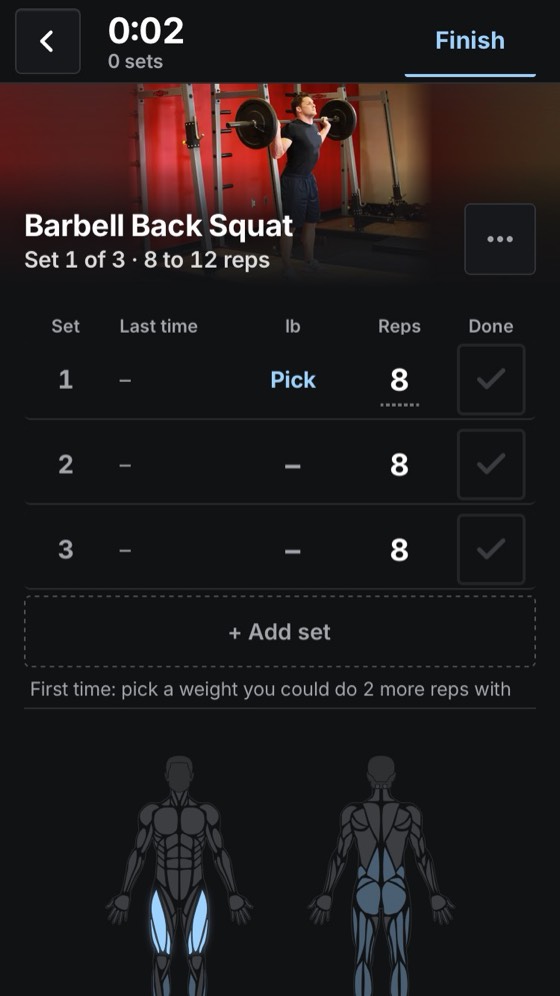 0:02
0 sets
Finish
Barbell Back Squat
Set 1 of 3 · 8 to 12 reps
Set Last time lb Reps Done
1 – Pick 8
2 – – 8
3 – – 8
+ Add set
First time: pick a weight you could do 2 more reps with